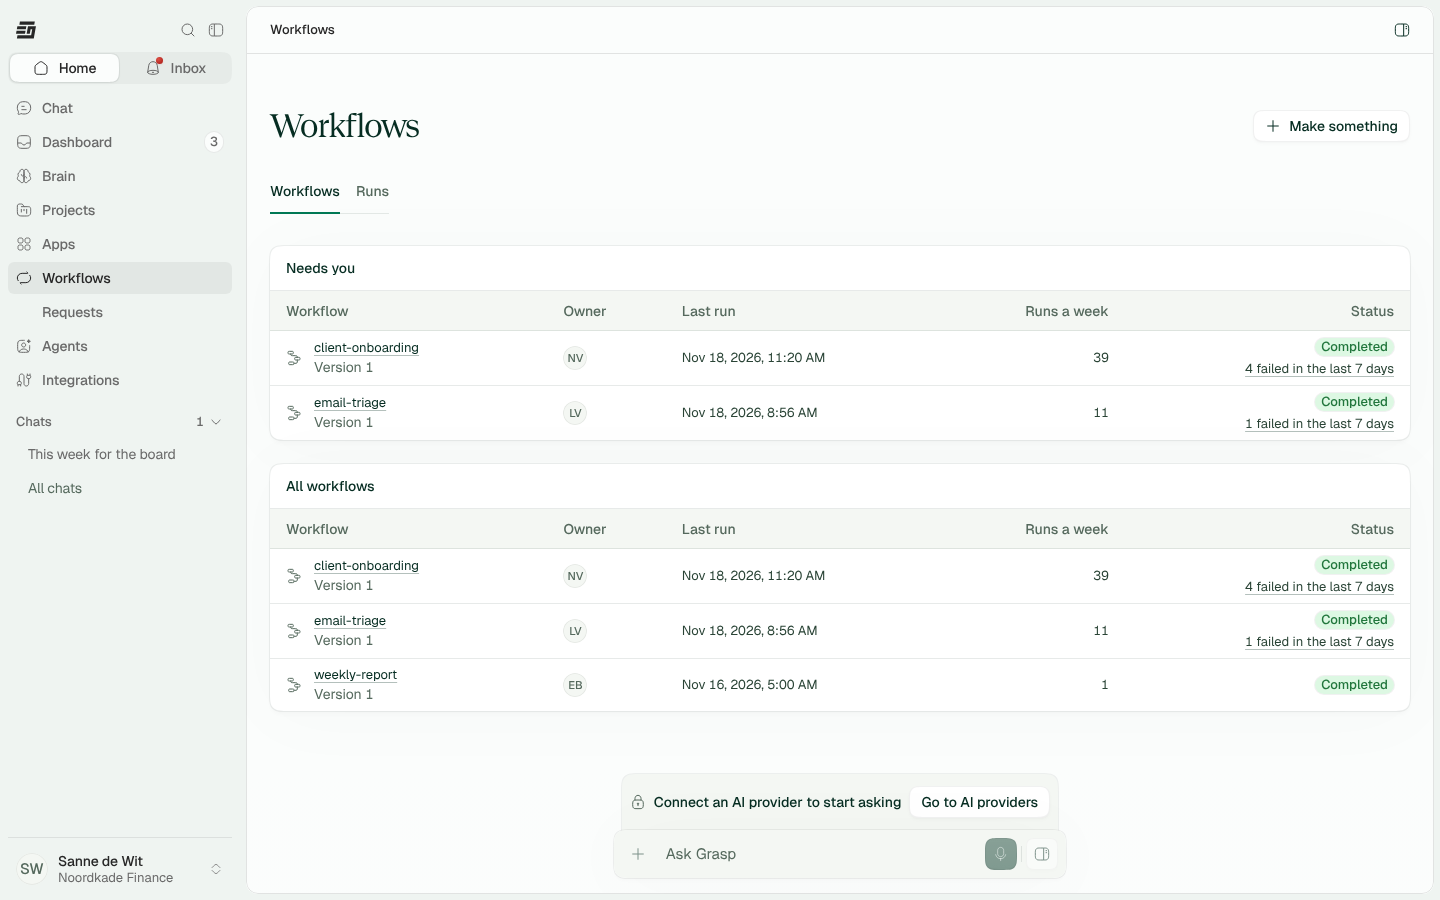 Workflows
Home
Inbox
Chat
Dashboard
3
Brain
Projects
Apps
Workflows
Requests
Agents
Integrations
Chats
1
This week for the board
All chats
Sanne de Wit
SW
Noordkade Finance
Workflows
Make something
Workflows
Runs
Needs you
Workflow Owner Last run Runs a week Status
client-onboarding
Version 1
NV
Nov 18, 2026, 11:20 AM
39
Completed
4 failed in the last 7 days
email-triage
Version 1
LV
Nov 18, 2026, 8:56 AM
11
Completed
1 failed in the last 7 days
All workflows
Workflow Owner Last run Runs a week Status
client-onboarding
Version 1
NV
Nov 18, 2026, 11:20 AM
39
Completed
4 failed in the last 7 days
email-triage
Version 1
LV
Nov 18, 2026, 8:56 AM
11
Completed
1 failed in the last 7 days
weekly-report
Version 1
EB
Nov 16, 2026, 5:00 AM
1
Completed
Connect an AI provider to start asking
Go to AI providers
Ask Grasp